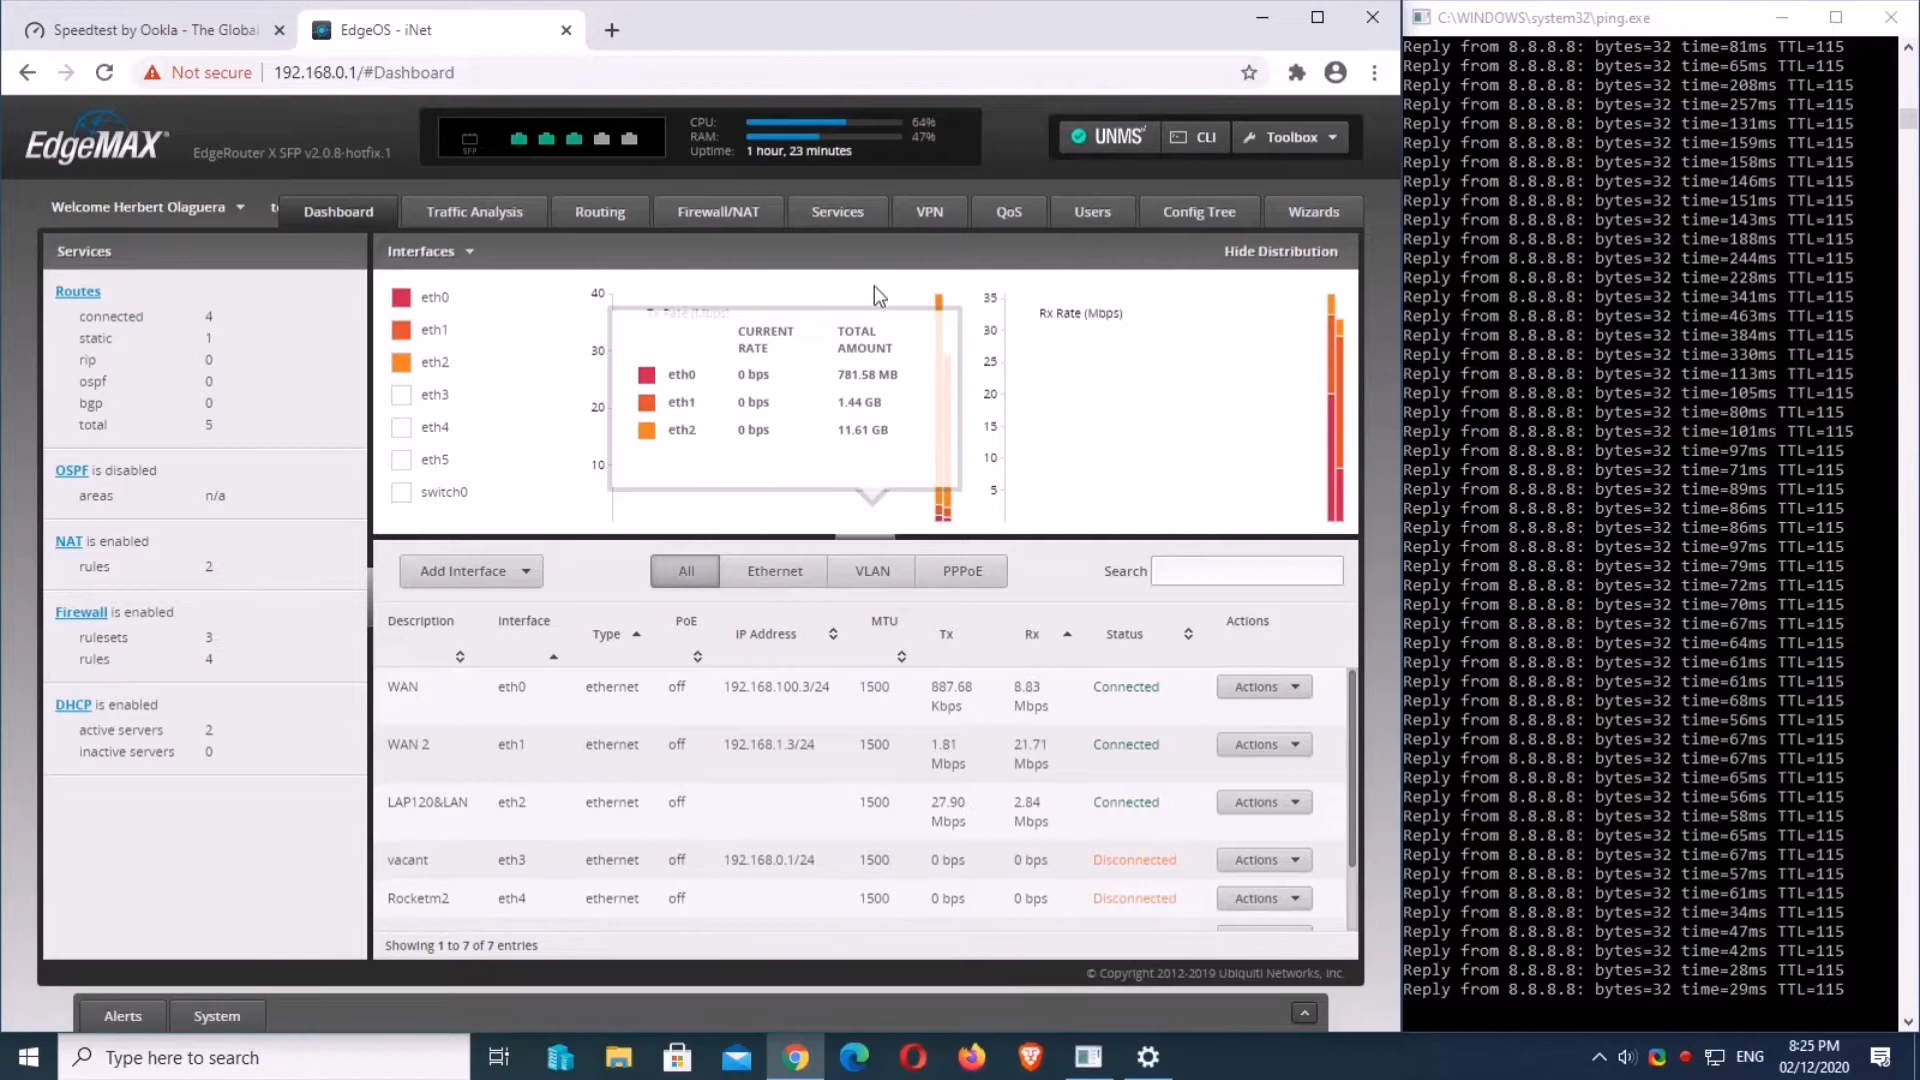 Speedtest by Ookla - The Global
EdgeOS - iNet
Not secure
192.168.0.1/#Dashboard
EdgeMAX
EdgeRouter X SFP v2.0.8-hotfix.1
SFP
CPU: 64%
RAM: 47%
Uptime: 1 hour, 23 minutes
UNMS
CLI
Toolbox
Welcome Herbert Olaguera
Dashboard
Traffic Analysis
Routing
Firewall/NAT
Services
VPN
QoS
Users
Config Tree
Wizards
Services
Routes
connected 4
static 1
rip 0
ospf 0
bgp 0
total 5
OSPF is disabled
areas n/a
NAT is enabled
rules 2
Firewall is enabled
rulesets 3
rules 4
DHCP is enabled
active servers 2
inactive servers 0
Interfaces
Hide Distribution
eth0
eth1
eth2
eth3
eth4
eth5
switch0
40
30
20
10
Tx Rate (Mbps)
CURRENT RATE TOTAL AMOUNT
eth0 0 bps 781.58 MB
eth1 0 bps 1.44 GB
eth2 0 bps 11.61 GB
35
30
25
20
15
10
5
Rx Rate (Mbps)
Add Interface
All
Ethernet
VLAN
PPPoE
Search
Description Interface Type PoE IP Address MTU Tx Rx Status Actions
WAN eth0 ethernet off 192.168.100.3/24 1500 887.68 Kbps 8.83 Mbps Connected Actions
WAN 2 eth1 ethernet off 192.168.1.3/24 1500 1.81 Mbps 21.71 Mbps Connected Actions
LAP120&LAN eth2 ethernet off 1500 27.90 Mbps 2.84 Mbps Connected Actions
vacant eth3 ethernet off 192.168.0.1/24 1500 0 bps 0 bps Disconnected Actions
Rocketm2 eth4 ethernet off 1500 0 bps 0 bps Disconnected Actions
Showing 1 to 7 of 7 entries
© Copyright 2012-2019 Ubiquiti Networks, Inc.
Alerts
System
C:\WINDOWS\system32\ping.exe
Reply from 8.8.8.8: bytes=32 time=81ms TTL=115
Reply from 8.8.8.8: bytes=32 time=65ms TTL=115
Reply from 8.8.8.8: bytes=32 time=208ms TTL=115
Reply from 8.8.8.8: bytes=32 time=257ms TTL=115
Reply from 8.8.8.8: bytes=32 time=131ms TTL=115
Reply from 8.8.8.8: bytes=32 time=159ms TTL=115
Reply from 8.8.8.8: bytes=32 time=158ms TTL=115
Reply from 8.8.8.8: bytes=32 time=146ms TTL=115
Reply from 8.8.8.8: bytes=32 time=151ms TTL=115
Reply from 8.8.8.8: bytes=32 time=143ms TTL=115
Reply from 8.8.8.8: bytes=32 time=188ms TTL=115
Reply from 8.8.8.8: bytes=32 time=244ms TTL=115
Reply from 8.8.8.8: bytes=32 time=228ms TTL=115
Reply from 8.8.8.8: bytes=32 time=341ms TTL=115
Reply from 8.8.8.8: bytes=32 time=463ms TTL=115
Reply from 8.8.8.8: bytes=32 time=384ms TTL=115
Reply from 8.8.8.8: bytes=32 time=330ms TTL=115
Reply from 8.8.8.8: bytes=32 time=113ms TTL=115
Reply from 8.8.8.8: bytes=32 time=105ms TTL=115
Reply from 8.8.8.8: bytes=32 time=80ms TTL=115
Reply from 8.8.8.8: bytes=32 time=101ms TTL=115
Reply from 8.8.8.8: bytes=32 time=97ms TTL=115
Reply from 8.8.8.8: bytes=32 time=71ms TTL=115
Reply from 8.8.8.8: bytes=32 time=89ms TTL=115
Reply from 8.8.8.8: bytes=32 time=86ms TTL=115
Reply from 8.8.8.8: bytes=32 time=86ms TTL=115
Reply from 8.8.8.8: bytes=32 time=97ms TTL=115
Reply from 8.8.8.8: bytes=32 time=79ms TTL=115
Reply from 8.8.8.8: bytes=32 time=72ms TTL=115
Reply from 8.8.8.8: bytes=32 time=70ms TTL=115
Reply from 8.8.8.8: bytes=32 time=67ms TTL=115
Reply from 8.8.8.8: bytes=32 time=64ms TTL=115
Reply from 8.8.8.8: bytes=32 time=61ms TTL=115
Reply from 8.8.8.8: bytes=32 time=61ms TTL=115
Reply from 8.8.8.8: bytes=32 time=68ms TTL=115
Reply from 8.8.8.8: bytes=32 time=56ms TTL=115
Reply from 8.8.8.8: bytes=32 time=67ms TTL=115
Reply from 8.8.8.8: bytes=32 time=67ms TTL=115
Reply from 8.8.8.8: bytes=32 time=65ms TTL=115
Reply from 8.8.8.8: bytes=32 time=56ms TTL=115
Reply from 8.8.8.8: bytes=32 time=58ms TTL=115
Reply from 8.8.8.8: bytes=32 time=65ms TTL=115
Reply from 8.8.8.8: bytes=32 time=67ms TTL=115
Reply from 8.8.8.8: bytes=32 time=57ms TTL=115
Reply from 8.8.8.8: bytes=32 time=61ms TTL=115
Reply from 8.8.8.8: bytes=32 time=34ms TTL=115
Reply from 8.8.8.8: bytes=32 time=47ms TTL=115
Reply from 8.8.8.8: bytes=32 time=42ms TTL=115
Reply from 8.8.8.8: bytes=32 time=28ms TTL=115
Reply from 8.8.8.8: bytes=32 time=29ms TTL=115
Type here to search
ENG
8:25 PM
02/12/2020